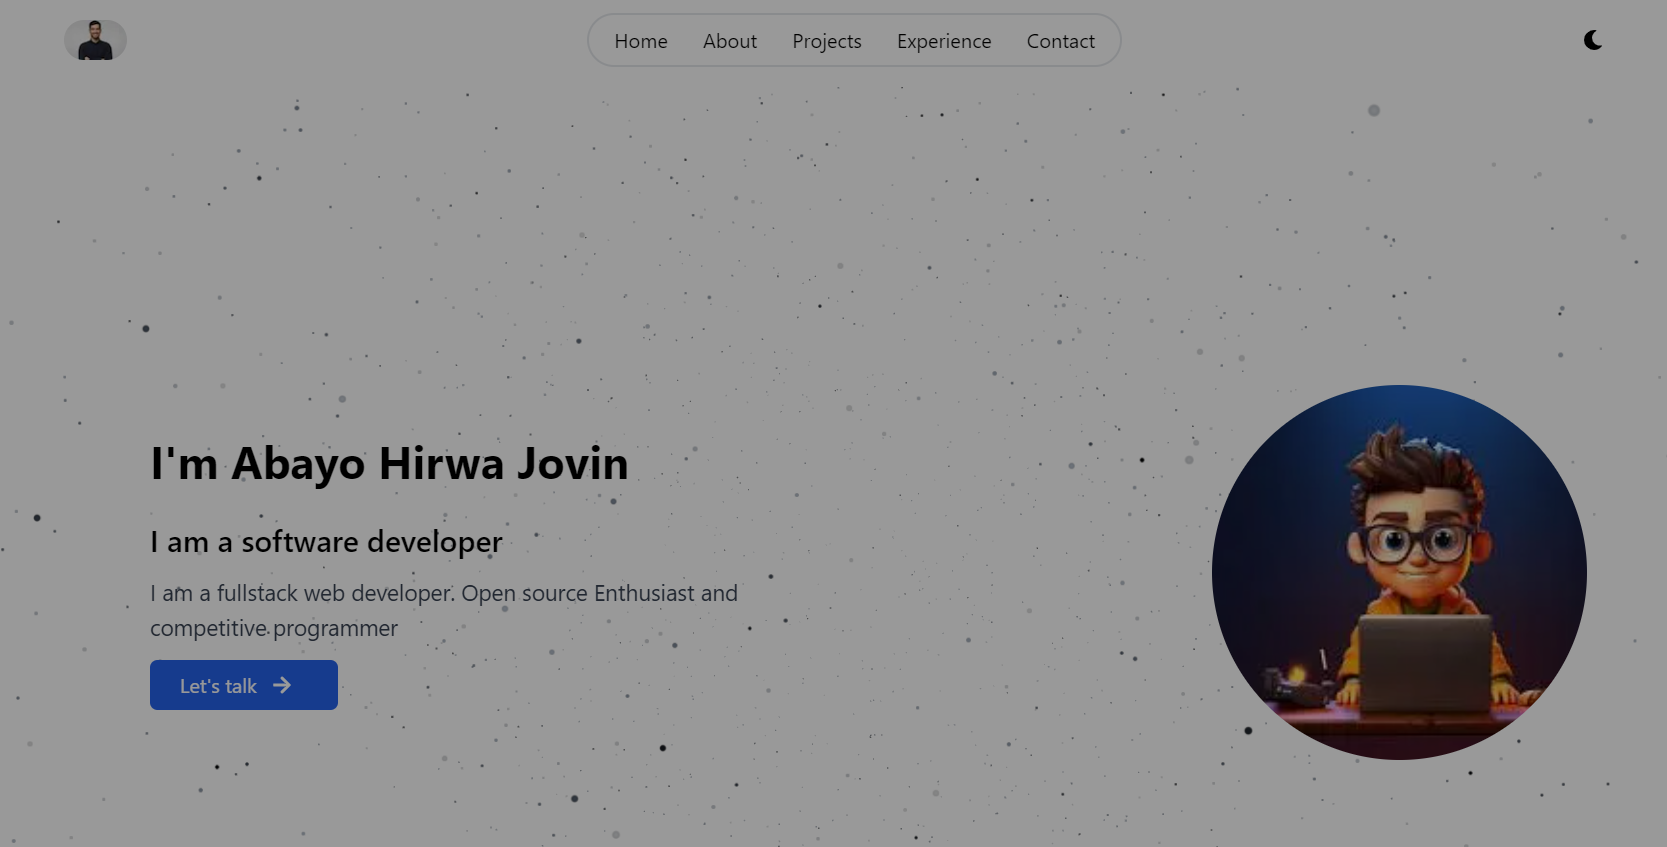 Home About Projects Experience Contact
I'm Abayo Hirwa Jovin
I am a software developer
I am a fullstack web developer. Open source Enthusiast and
competitive programmer
Let's talk